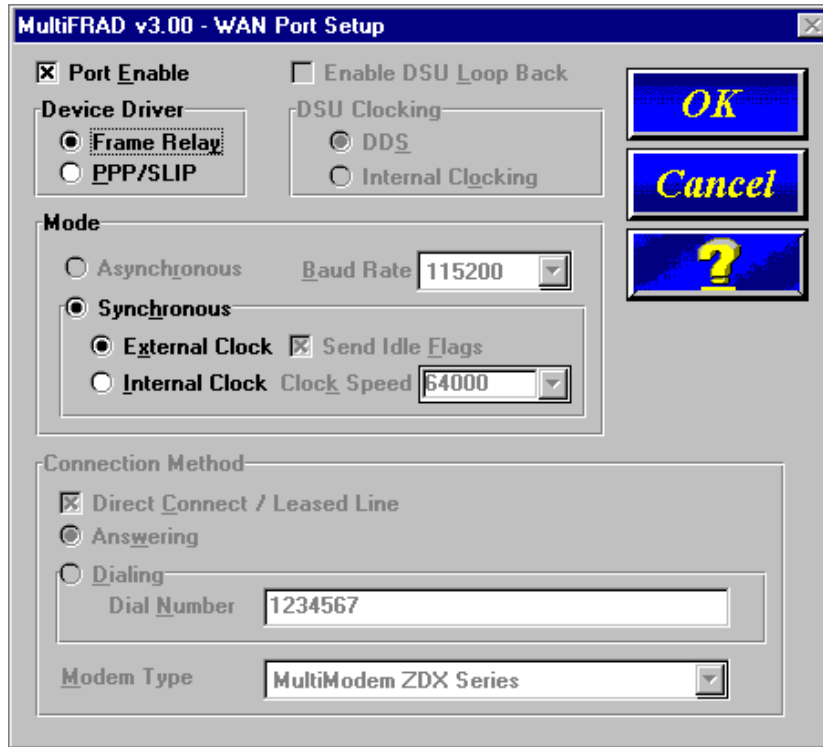 MultiFRAD v3.00 - WAN Port Setup
Port Enable
Enable DSU Loop Back
Device Driver
Frame Relay
PPP/SLIP
DSU Clocking
DDS
Internal Clocking
OK
Cancel
?
Mode
Asynchronous Baud Rate 115200
Synchronous
External Clock Send Idle Flags
Internal Clock Clock Speed 64000
Connection Method
Direct Connect / Leased Line
Answering
Dialing
Dial Number 1234567
Modem Type MultiModem ZDX Series